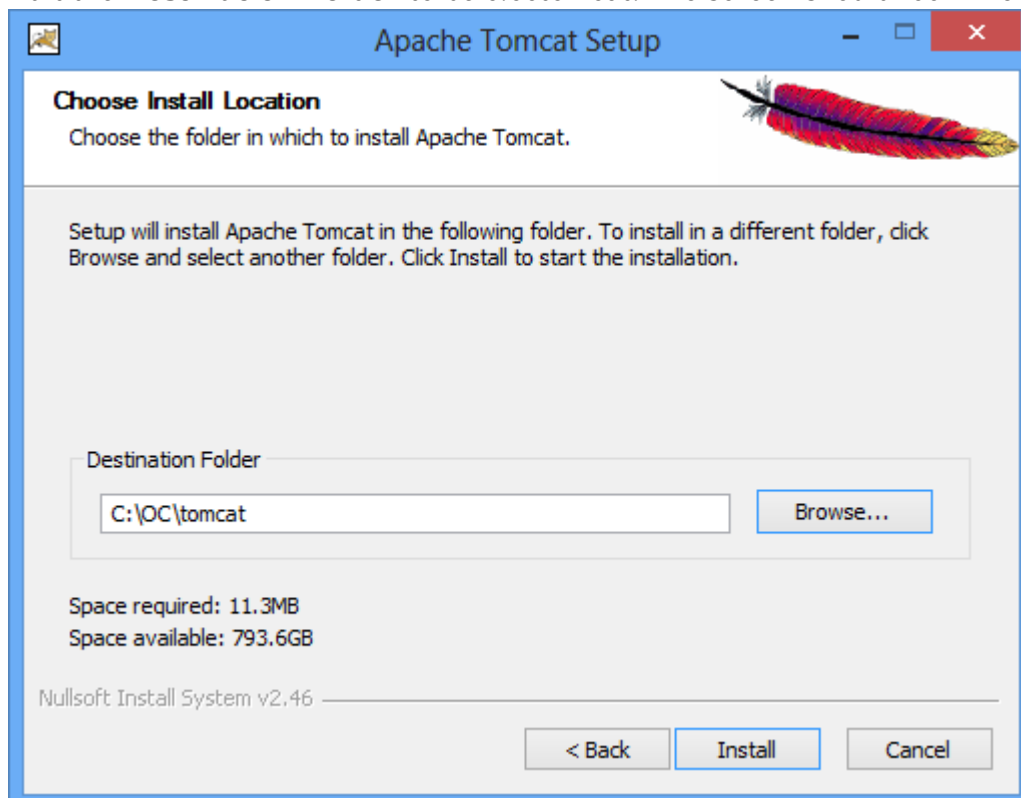 Apache Tomcat Setup
Choose Install Location
Choose the folder in which to install Apache Tomcat.
Setup will install Apache Tomcat in the following folder. To install in a different folder, click
Browse and select another folder. Click Install to start the installation.
Destination Folder
C:\OC\tomcat
Browse...
Space required: 11.3MB
Space available: 793.6GB
Nullsoft Install System v2.46
< Back
Install
Cancel